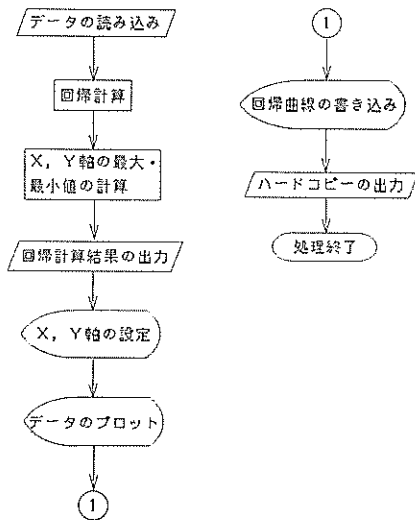 データの読み込み
回帰計算
X，Y軸の最大・
最小値の計算
回帰計算結果の出力
X，Y軸の設定
データのプロット
1
1
回帰曲線の書き込み
ハードコピーの出力
処理終了